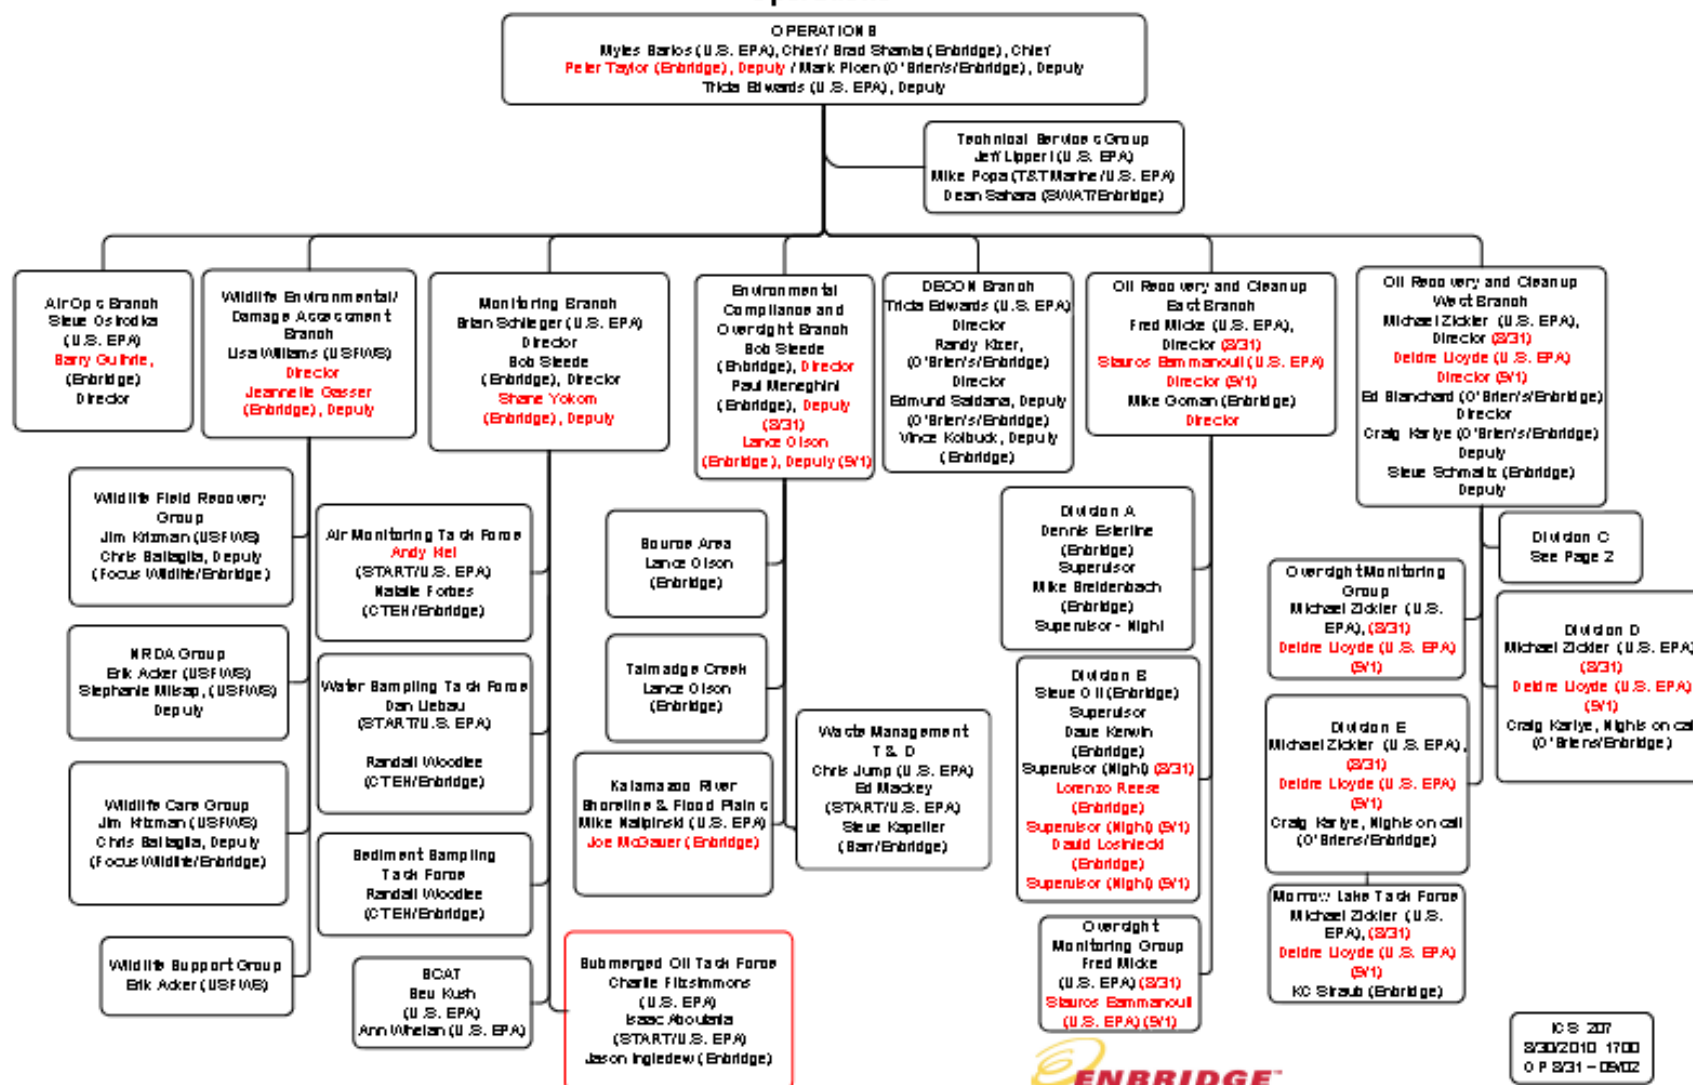 OPERATIONS
Myles Bartos (U.S. EPA), Chief / Brad Shamla (Enbridge), Chief
Peter Taylor (Enbridge), Deputy / Mark Ploen (O'Brien's/Enbridge), Deputy
Tricia Edwards (U.S. EPA), Deputy
Technical Services Group
Jeff Lippert (U.S. EPA)
Mike Popa (T&T Marine/U.S. EPA)
Dean Sahara (SWAT/Enbridge)
Air Ops Branch
Steve Ostrodka
(U.S. EPA)
Barry Guthrie,
(Enbridge)
Director
Wildlife Environmental/
Damage Assessment
Branch
Lisa Williams (USFWS)
Director
Jeannelle Gasser
(Enbridge), Deputy
Monitoring Branch
Brian Schlieger (U.S. EPA)
Director
Bob Steede
(Enbridge), Director
Shane Yokom
(Enbridge), Deputy
Environmental
Compliance and
Oversight Branch
Bob Steede
(Enbridge), Director
Paul Meneghini
(Enbridge), Deputy
(8/31)
Lance Olson
(Enbridge), Deputy (9/1)
DECON Branch
Tricia Edwards (U.S. EPA)
Director
Randy Kizer,
(O'Brien's/Enbridge)
Director
Edmund Saldana, Deputy
(O'Brien's/Enbridge)
Vince Kolbuck, Deputy
(Enbridge)
Oil Recovery and Cleanup
East Branch
Fred Micke (U.S. EPA),
Director (8/31)
Stauros Emmanouil (U.S. EPA)
Director (9/1)
Mike Goman (Enbridge)
Director
Oil Recovery and Cleanup
West Branch
Michael Zickler (U.S. EPA),
Director (8/31)
Deidre Lloyde (U.S. EPA)
Director (9/1)
Ed Blanchard (O'Brien's/Enbridge)
Director
Craig Kartye (O'Brien's/Enbridge)
Deputy
Steve Schmaltz (Enbridge)
Deputy
Wildlife Field Recovery
Group
Jim Krizman (USFWS)
Chris Battaglia, Deputy
(Focus Wildlife/Enbridge)
NRDA Group
Erik Acker (USFWS)
Stephanie Milsap, (USFWS)
Deputy
Wildlife Care Group
Jim Krizman (USFWS)
Chris Battaglia, Deputy
(Focus Wildlife/Enbridge)
Wildlife Support Group
Erik Acker (USFWS)
Air Monitoring Task Force
Andy
(START/U.S. EPA)
Natalie Forbes
(CTEH/Enbridge)
Water Sampling Task Force
Dan Liebau
(START/U.S. EPA)
Randall Woodlee
(CTEH/Enbridge)
Sediment Sampling
Task Force
Randall Woodlee
(CTEH/Enbridge)
SCAT
Bev Kush
(U.S. EPA)
Ann Whelan (U.S. EPA)
Submerged Oil Task Force
Charlie Fitzsimmons
(U.S. EPA)
Isaac
(START/U.S. EPA)
Jason Ingledew (Enbridge)
Source Area
Lance Olson
(Enbridge)
Talmadge Creek
Lance Olson
(Enbridge)
Kalamazoo River
Shoreline & Flood Plains
Mike Nalipinski (U.S. EPA)
Joe McGauer (Enbridge)
Waste Management
T & D
Chris Jump (U.S. EPA)
Ed Mackey
(START/U.S. EPA)
Steve Kapeller
(Barr/Enbridge)
Division A
Dennis Esterline
(Enbridge)
Supervisor
Mike Breidenbach
(Enbridge)
Supervisor - Night
Division B
Steve Ott (Enbridge)
Supervisor
Dave Kerwin
(Enbridge)
Supervisor (Night) (8/31)
Lorenzo Reese
(Enbridge)
Supervisor (Night) (9/1)
David Losiniecki
(Enbridge)
Supervisor (Night) (9/1)
Oversight
Monitoring Group
Fred Micke
(U.S. EPA) (8/31)
Stauros Emmanouil
(U.S. EPA) (9/1)
Division C
See Page 2
Oversight Monitoring
Group
Michael Zickler (U.S.
EPA), (8/31)
Deidre Lloyde (U.S. EPA)
(9/1)
Division D
Michael Zickler (U.S. EPA)
(8/31)
Deidre Lloyde (U.S. EPA)
(9/1)
Craig Kartye, Nights on call
(O'Briens/Enbridge)
Division E
Michael Zickler (U.S. EPA),
(8/31)
Deidre Lloyde (U.S. EPA)
(9/1)
Craig Kartye, Nights on call
(O'Briens/Enbridge)
Morrow Lake Task Force
Michael Zickler (U.S.
EPA), (8/31)
Deidre Lloyde (U.S. EPA)
(9/1)
KC Straub (Enbridge)
ENBRIDGE™
ICS 207
8/30/2010 1700
OP 8/31 - 09/02